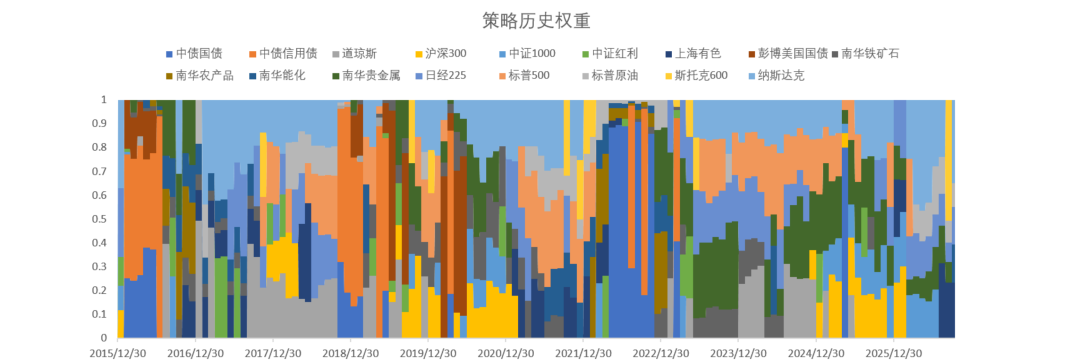 策略历史权重
中债国债 中债信用债 道琼斯 沪深300 中证1000 中证红利 上海有色 彭博美国国债 南华铁矿石
南华农产品 南华能化 南华贵金属 日经225 标普500 标普原油 斯托克600 纳斯达克
1
0.9
0.8
0.7
0.6
0.5
0.4
0.3
0.2
0.1
0
2015/12/30 2016/12/30 2017/12/30 2018/12/30 2019/12/30 2020/12/30 2021/12/30 2022/12/30 2023/12/30 2024/12/30 2025/12/30